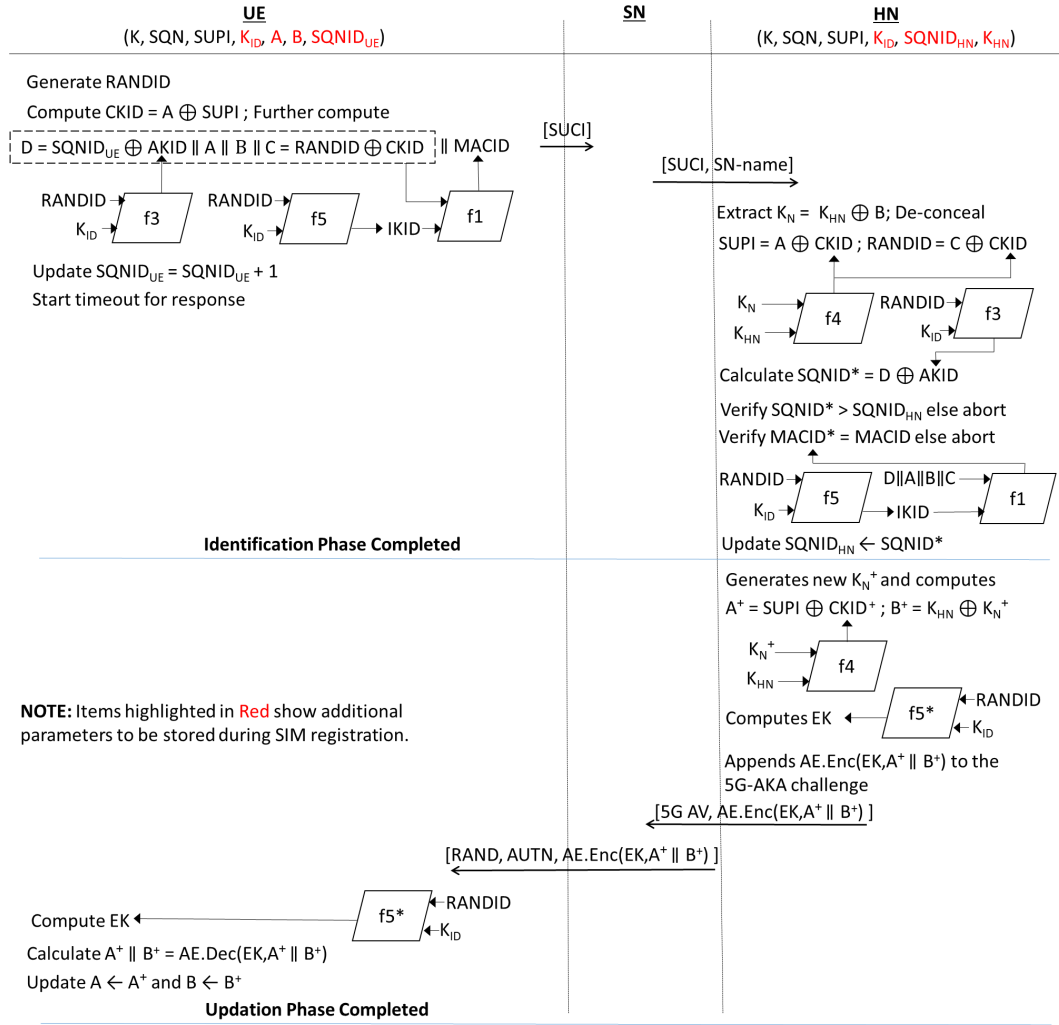 UE SN HN
(K, SQN, SUPI, K_ID, A, B, SQNID_UE) (K, SQN, SUPI, K_ID, SQNID_HN, K_HN)
Generate RANDID
Compute CKID = A ⊕ SUPI ; Further compute
D = SQNID_UE ⊕ AKID ǁ A ǁ B ǁ C = RANDID ⊕ CKID ǁ MACID
RANDID
K_ID
f3
RANDID
K_ID
f5
IKID
f1
Update SQNID_UE = SQNID_UE + 1
Start timeout for response
[SUCI]
[SUCI, SN-name]
Extract K_N = K_HN ⊕ B; De-conceal
SUPI = A ⊕ CKID ; RANDID = C ⊕ CKID
K_N
K_HN
f4
RANDID
K_ID
f3
Calculate SQNID* = D ⊕ AKID
Verify SQNID* > SQNID_HN else abort
Verify MACID* = MACID else abort
RANDID
K_ID
f5
DǁAǁBǁC
IKID
f1
Update SQNID_HN ← SQNID*
Identification Phase Completed
Generates new K_N⁺ and computes
A⁺ = SUPI ⊕ CKID⁺ ; B⁺ = K_HN ⊕ K_N⁺
K_N⁺
K_HN
f4
Computes EK
f5*
RANDID
K_ID
Appends AE.Enc(EK,A⁺ ǁ B⁺) to the
5G-AKA challenge
NOTE: Items highlighted in Red show additional
parameters to be stored during SIM registration.
[5G AV, AE.Enc(EK,A⁺ ǁ B⁺) ]
[RAND, AUTN, AE.Enc(EK,A⁺ ǁ B⁺) ]
Compute EK
f5*
RANDID
K_ID
Calculate A⁺ ǁ B⁺ = AE.Dec(EK,A⁺ ǁ B⁺)
Update A ← A⁺ and B ← B⁺
Updation Phase Completed